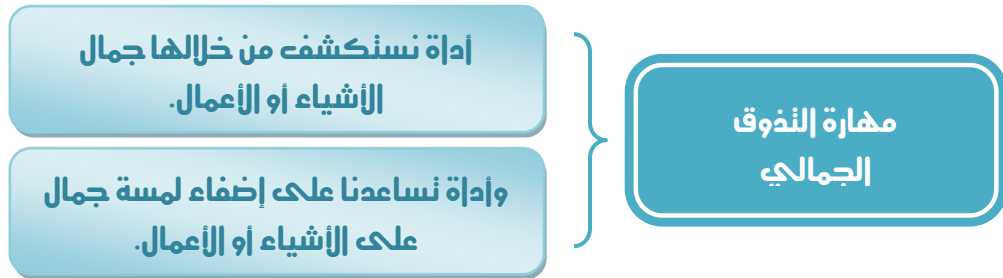 مهارة التذوق
الجمالي
أداة نستكشف من خلالها جمال
الأشياء أو الأعمال.
وأداة تساعدنا على إضفاء لمسة جمال
على الأشياء أو الأعمال.